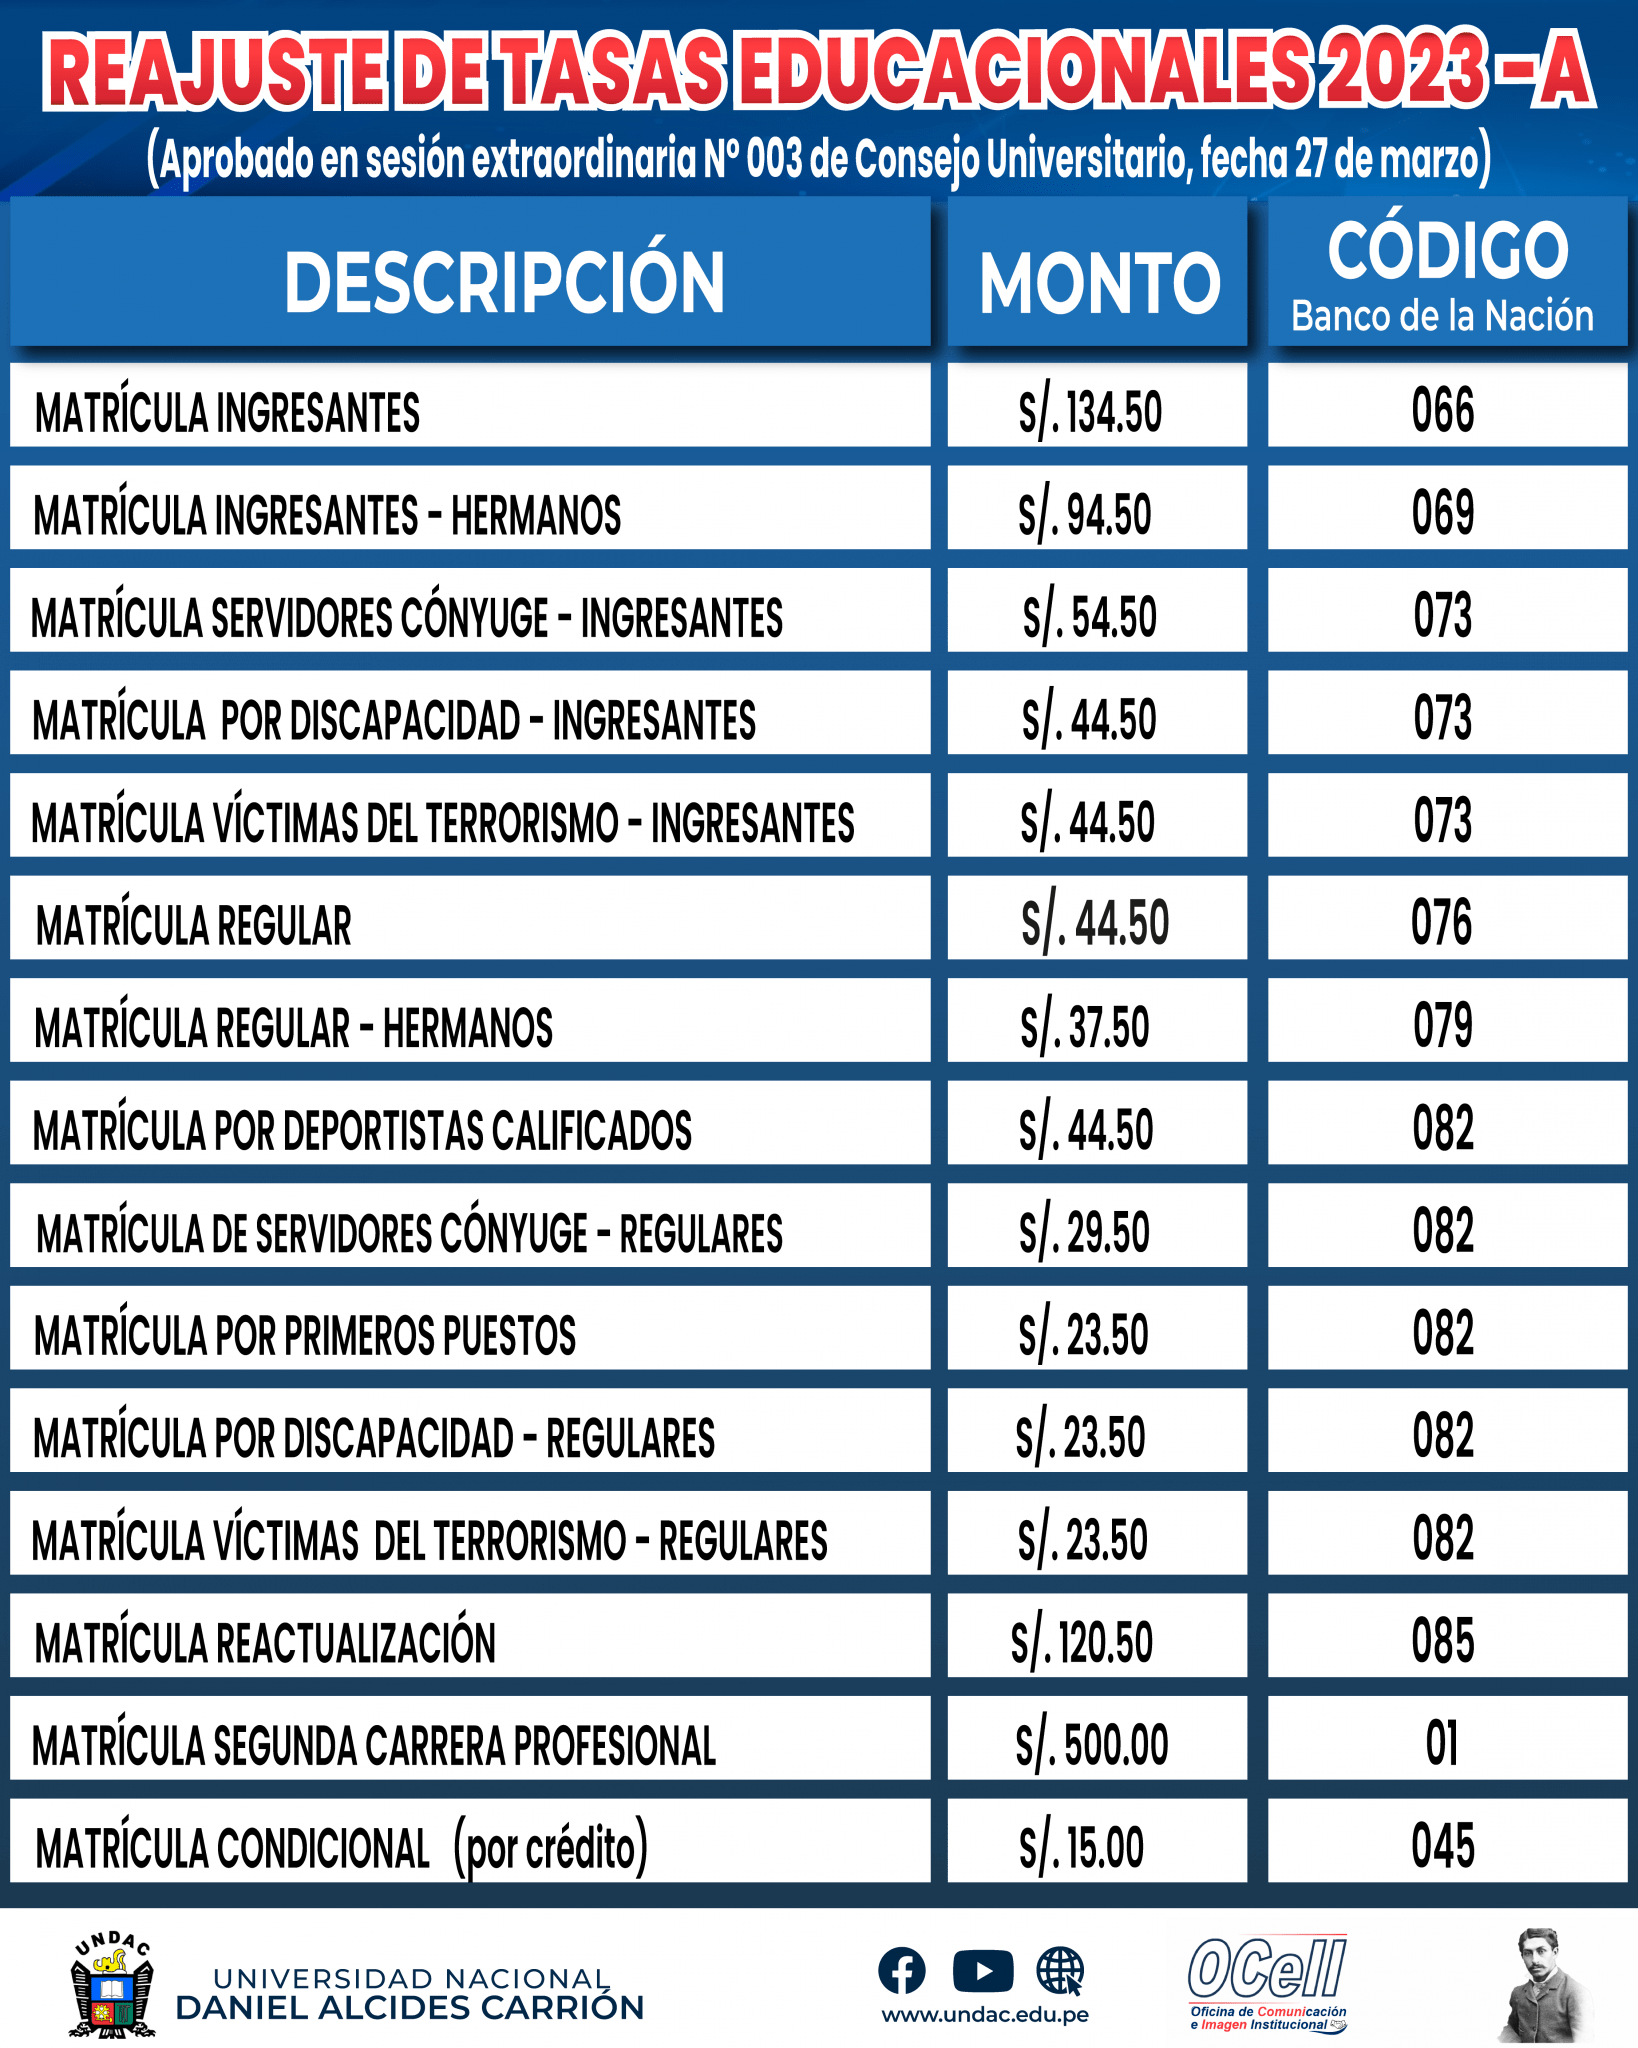 REAJUSTE DE TASAS EDUCACIONALES 2023 -A
(Aprobado en sesión extraordinaria Nº 003 de Consejo Universitario, fecha 27 de marzo)
DESCRIPCIÓN MONTO CÓDIGO
Banco de la Nación
MATRÍCULA INGRESANTES S/. 134.50 066
MATRÍCULA INGRESANTES - HERMANOS S/. 94.50 069
MATRÍCULA SERVIDORES CÓNYUGE - INGRESANTES S/. 54.50 073
MATRÍCULA POR DISCAPACIDAD - INGRESANTES S/. 44.50 073
MATRÍCULA VÍCTIMAS DEL TERRORISMO - INGRESANTES S/. 44.50 073
MATRÍCULA REGULAR S/. 44.50 076
MATRÍCULA REGULAR - HERMANOS S/. 37.50 079
MATRÍCULA POR DEPORTISTAS CALIFICADOS S/. 44.50 082
MATRÍCULA DE SERVIDORES CÓNYUGE - REGULARES S/. 29.50 082
MATRÍCULA POR PRIMEROS PUESTOS S/. 23.50 082
MATRÍCULA POR DISCAPACIDAD - REGULARES S/. 23.50 082
MATRÍCULA VÍCTIMAS DEL TERRORISMO - REGULARES S/. 23.50 082
MATRÍCULA REACTUALIZACIÓN S/. 120.50 085
MATRÍCULA SEGUNDA CARRERA PROFESIONAL S/. 500.00 01
MATRÍCULA CONDICIONAL (por crédito) S/. 15.00 045
UNDAC
UNIVERSIDAD NACIONAL
DANIEL ALCIDES CARRIÓN
www.undac.edu.pe
OCeII
Oficina de Comunicación
e Imagen Institucional